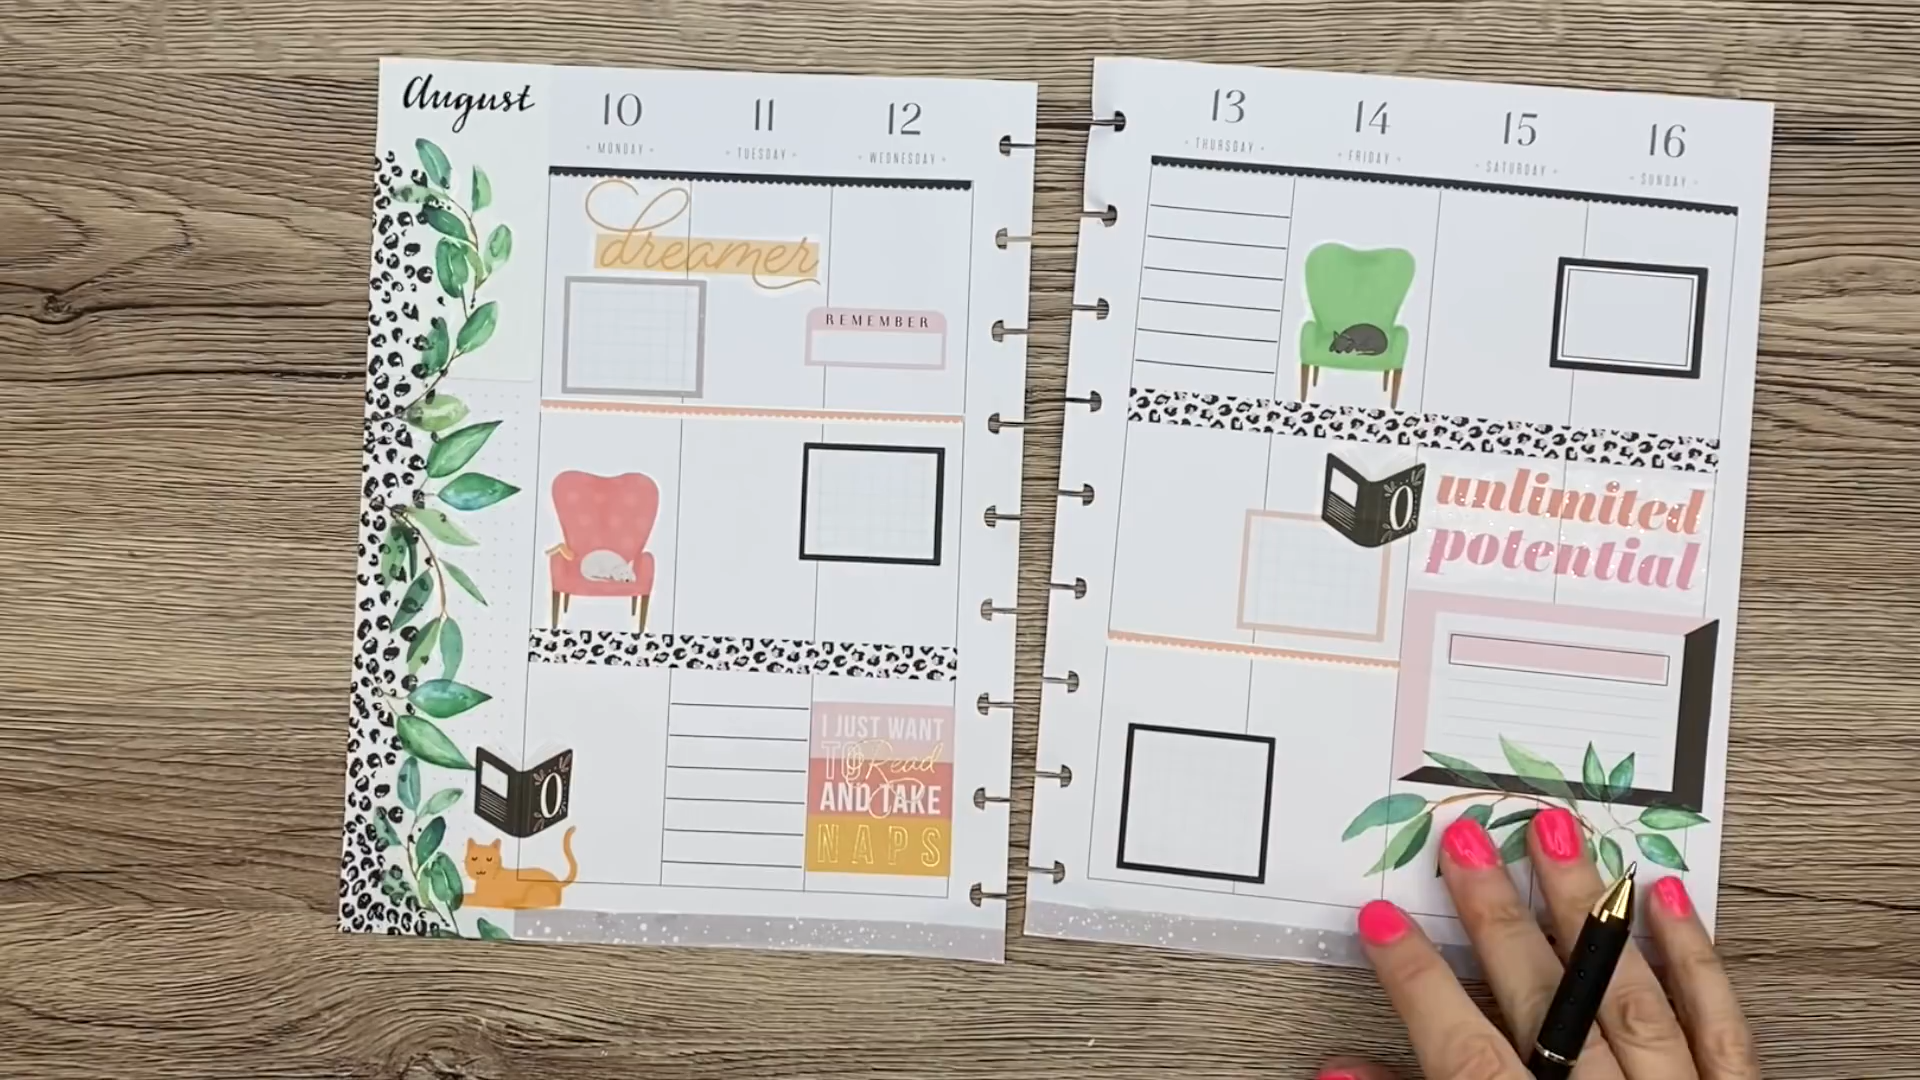 August
10
11
12
MONDAY
TUESDAY
WEDNESDAY
dreamer
REMEMBER
I JUST WANT
TO Read
AND TAKE
NAPS
13
14
15
16
THURSDAY
FRIDAY
SATURDAY
SUNDAY
unlimited
potential